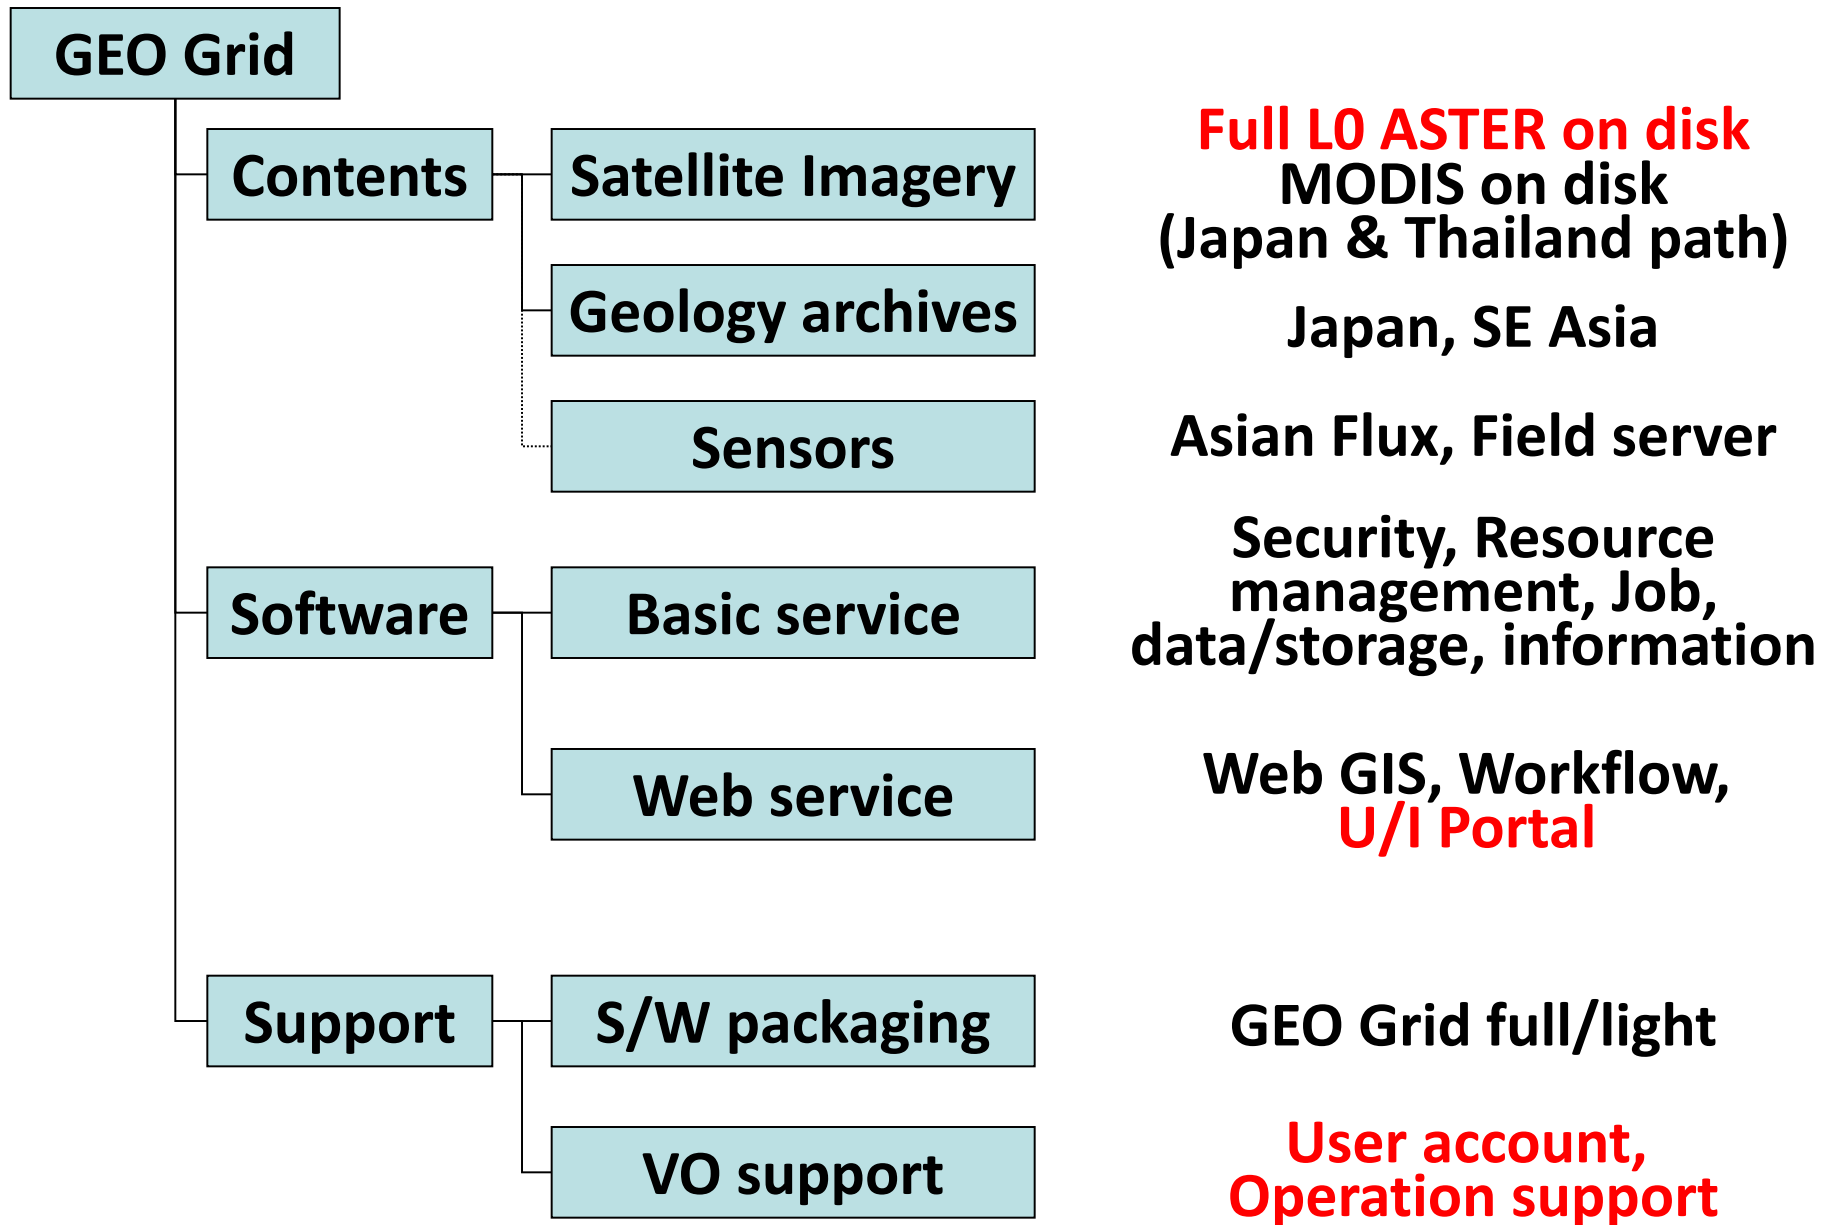 GEO Grid
Contents
Satellite Imagery
Full L0 ASTER on disk
MODIS on disk
(Japan & Thailand path)
Geology archives
Japan, SE Asia
Sensors
Asian Flux, Field server
Software
Basic service
Security, Resource
management, Job,
data/storage, information
Web service
Web GIS, Workflow,
U/I Portal
Support
S/W packaging
GEO Grid full/light
VO support
User account,
Operation support